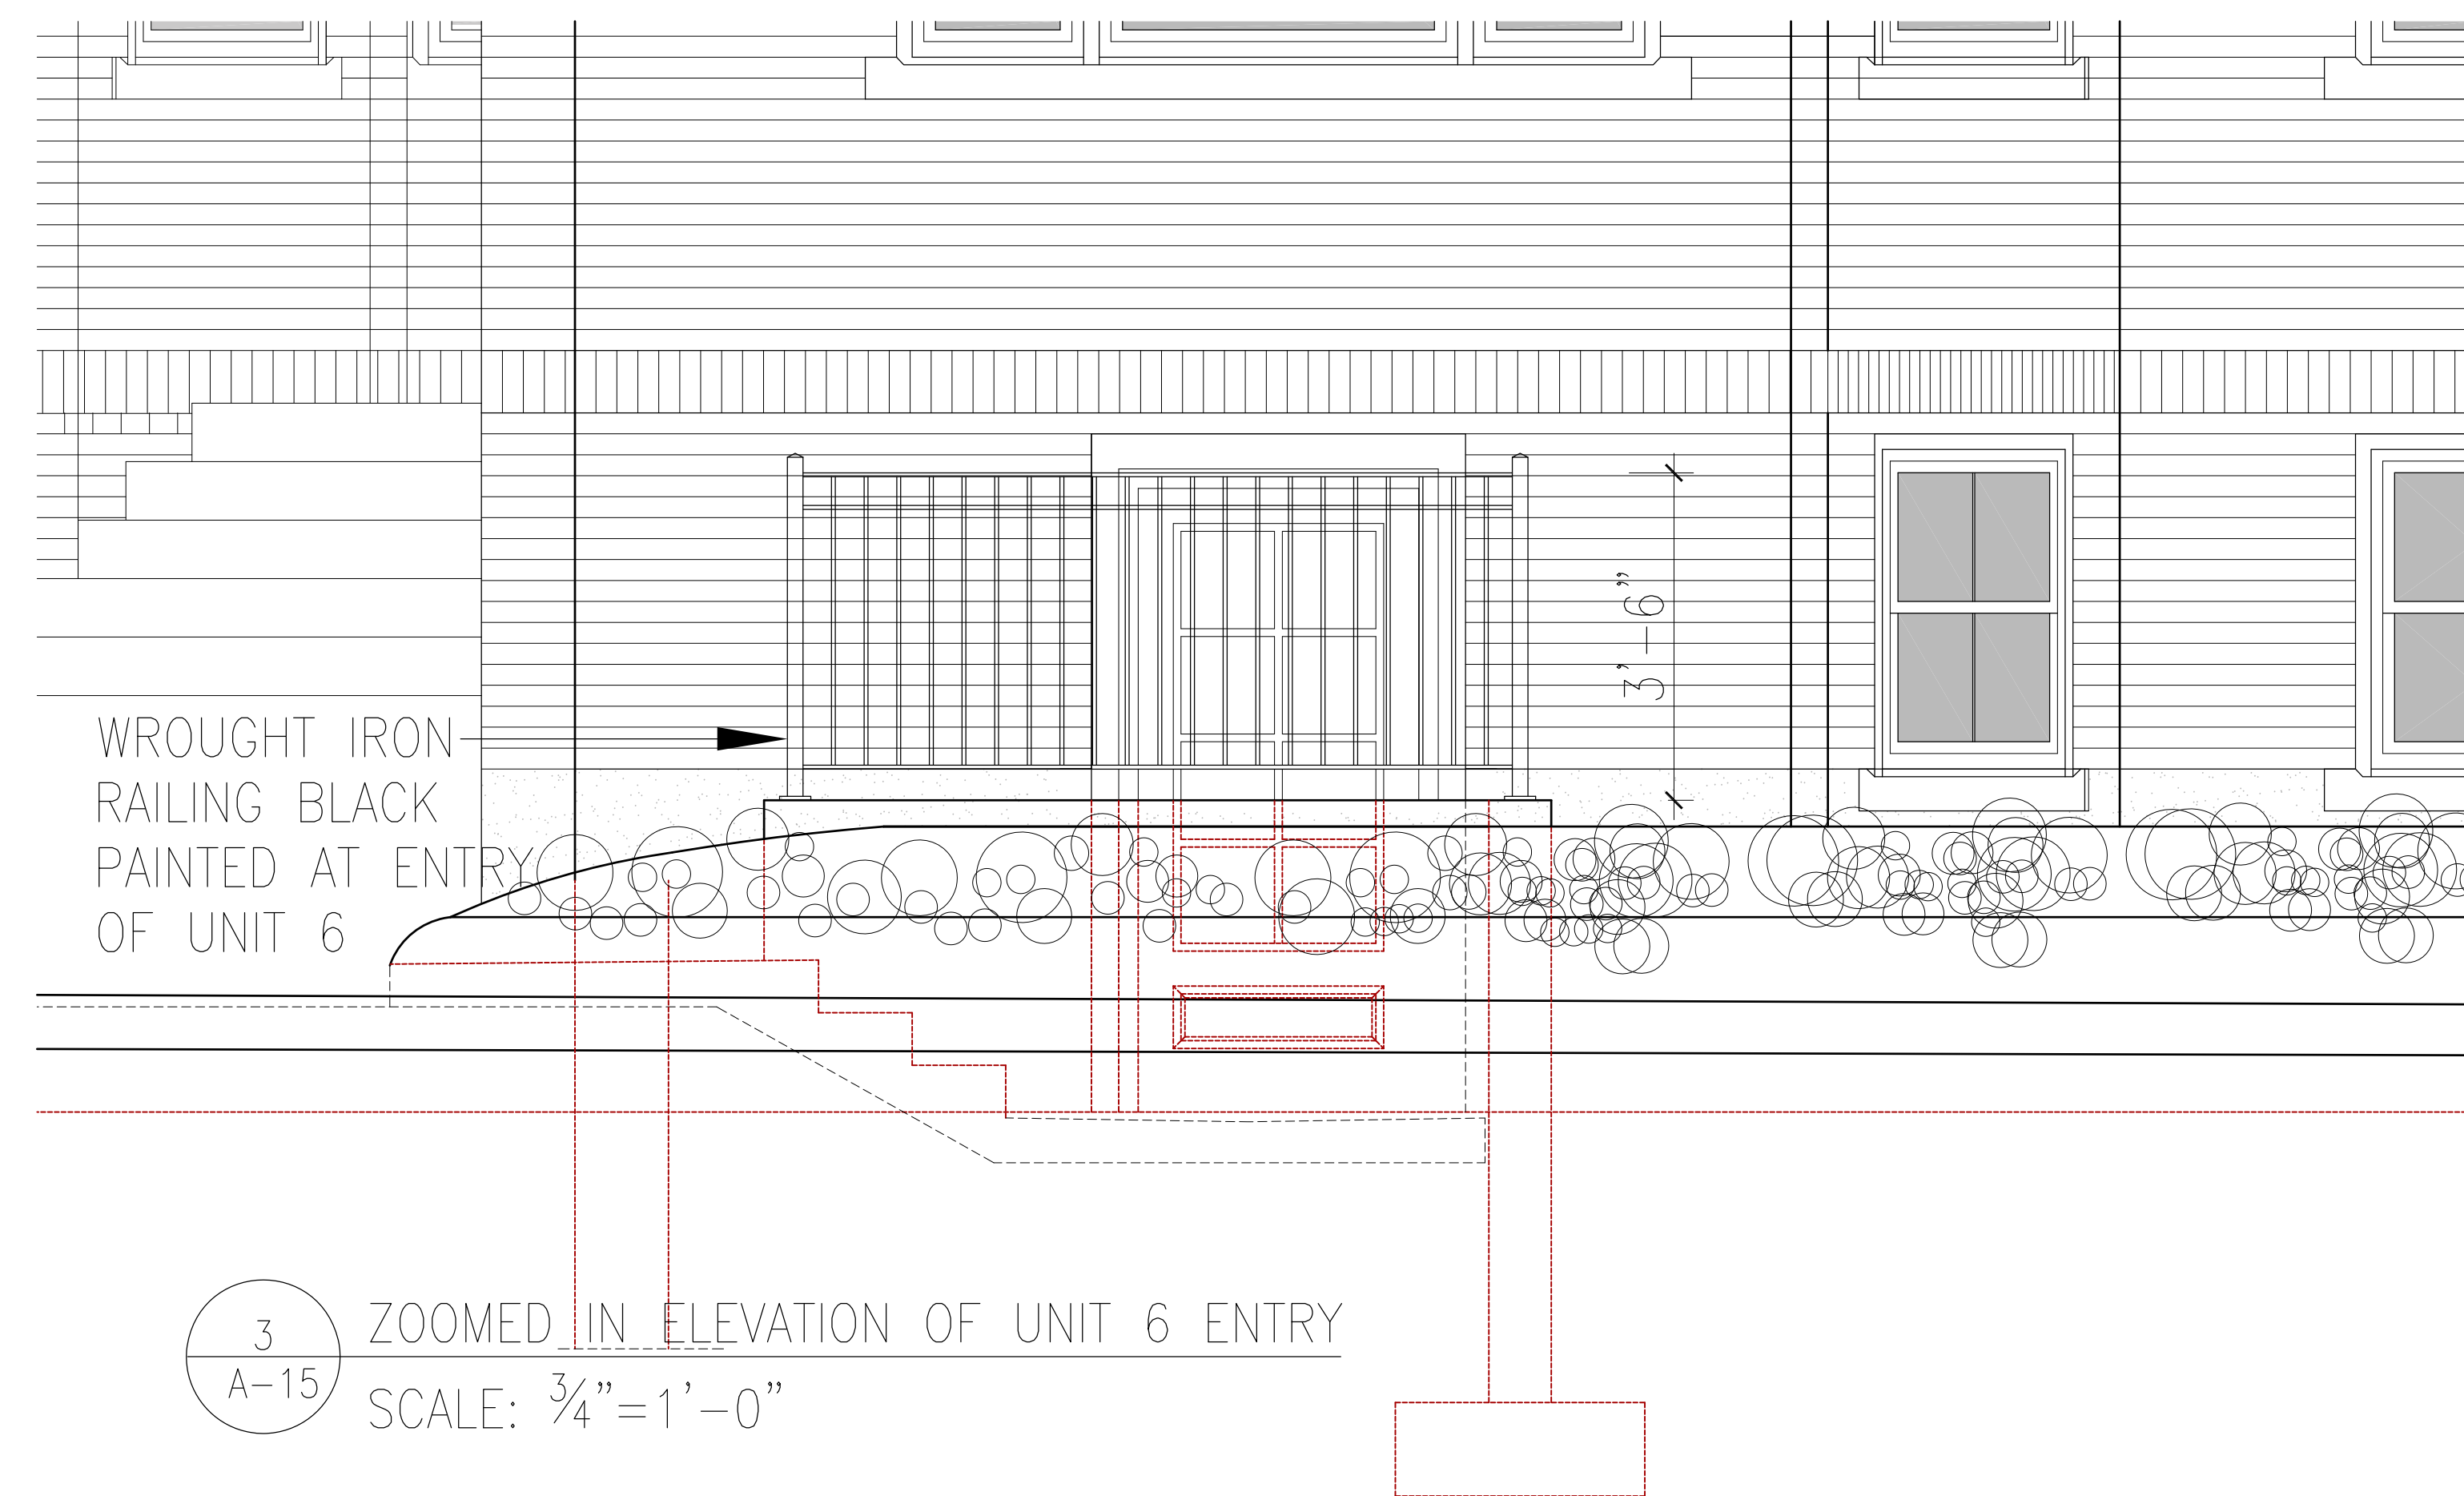 3'-6"
WROUGHT IRON
RAILING BLACK
PAINTED AT ENTRY
OF UNIT 6
3
A-15
ZOOMED IN ELEVATION OF UNIT 6 ENTRY
SCALE: 3/4"=1'-0"